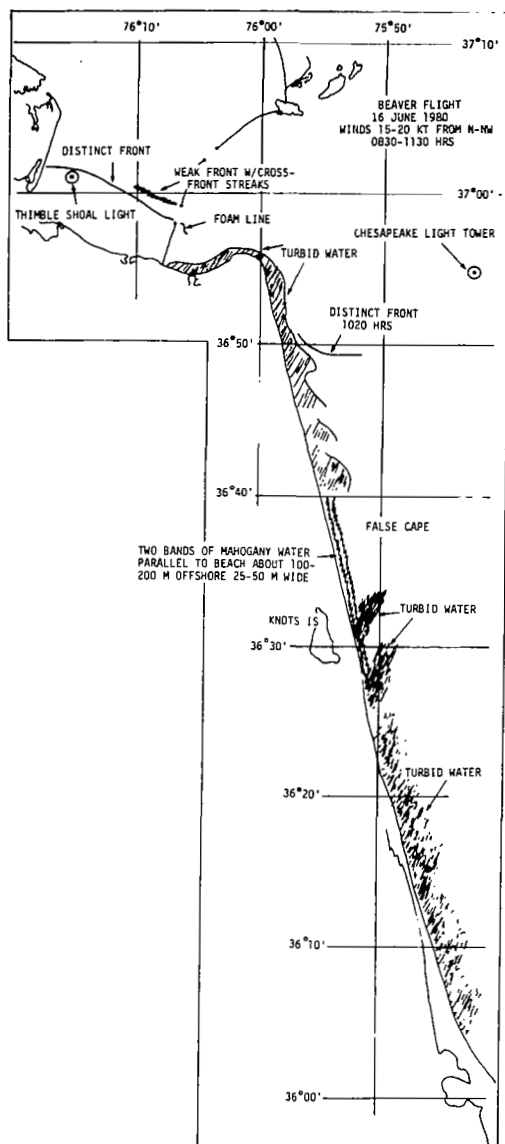 76°10'
76°00'
75°50'
37°10'
BEAVER FLIGHT
16 JUNE 1980
WINDS 15-20 KT FROM N-NW
0830-1130 HRS
DISTINCT FRONT
WEAK FRONT W/CROSS-
FRONT STREAKS
37°00'
THIMBLE SHOAL LIGHT
FOAM LINE
CHESAPEAKE LIGHT TOWER
TURBID WATER
DISTINCT FRONT
1020 HRS
36°50'
36°40'
FALSE CAPE
TWO BANDS OF MAHOGANY WATER
PARALLEL TO BEACH ABOUT 100-
200 M OFFSHORE 25-50 M WIDE
TURBID WATER
KNOTS IS
36°30'
36°20'
TURBID WATER
36°10'
36°00'